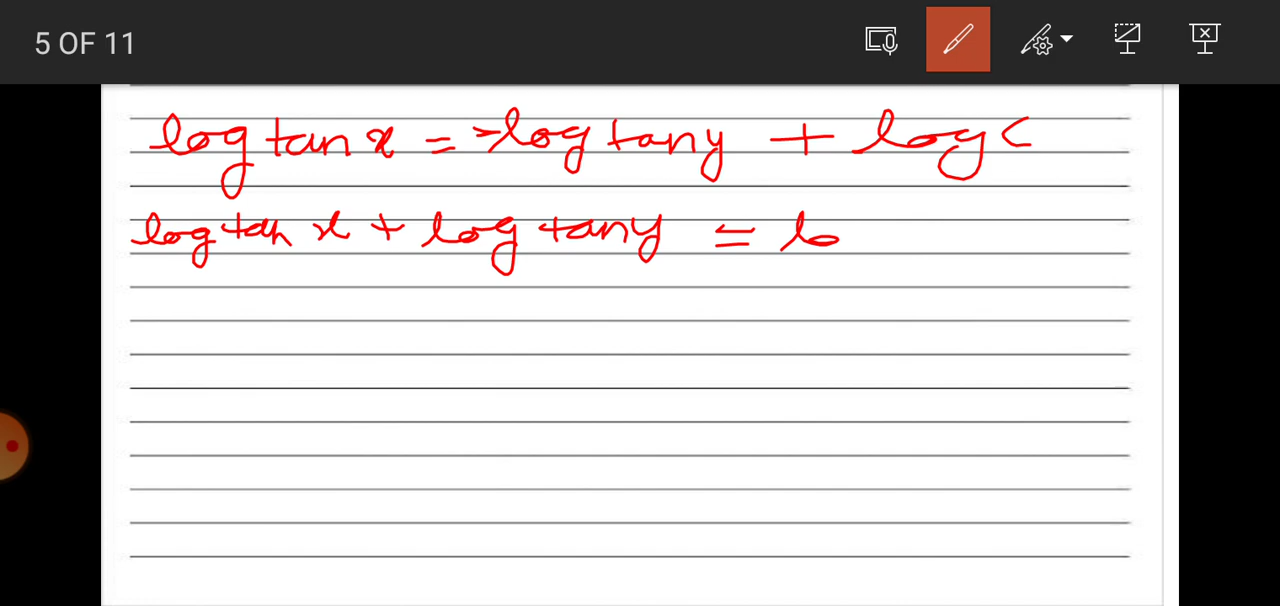 5 OF 11
log tan x = -log tan y + log c
log tan x + log tan y = lo